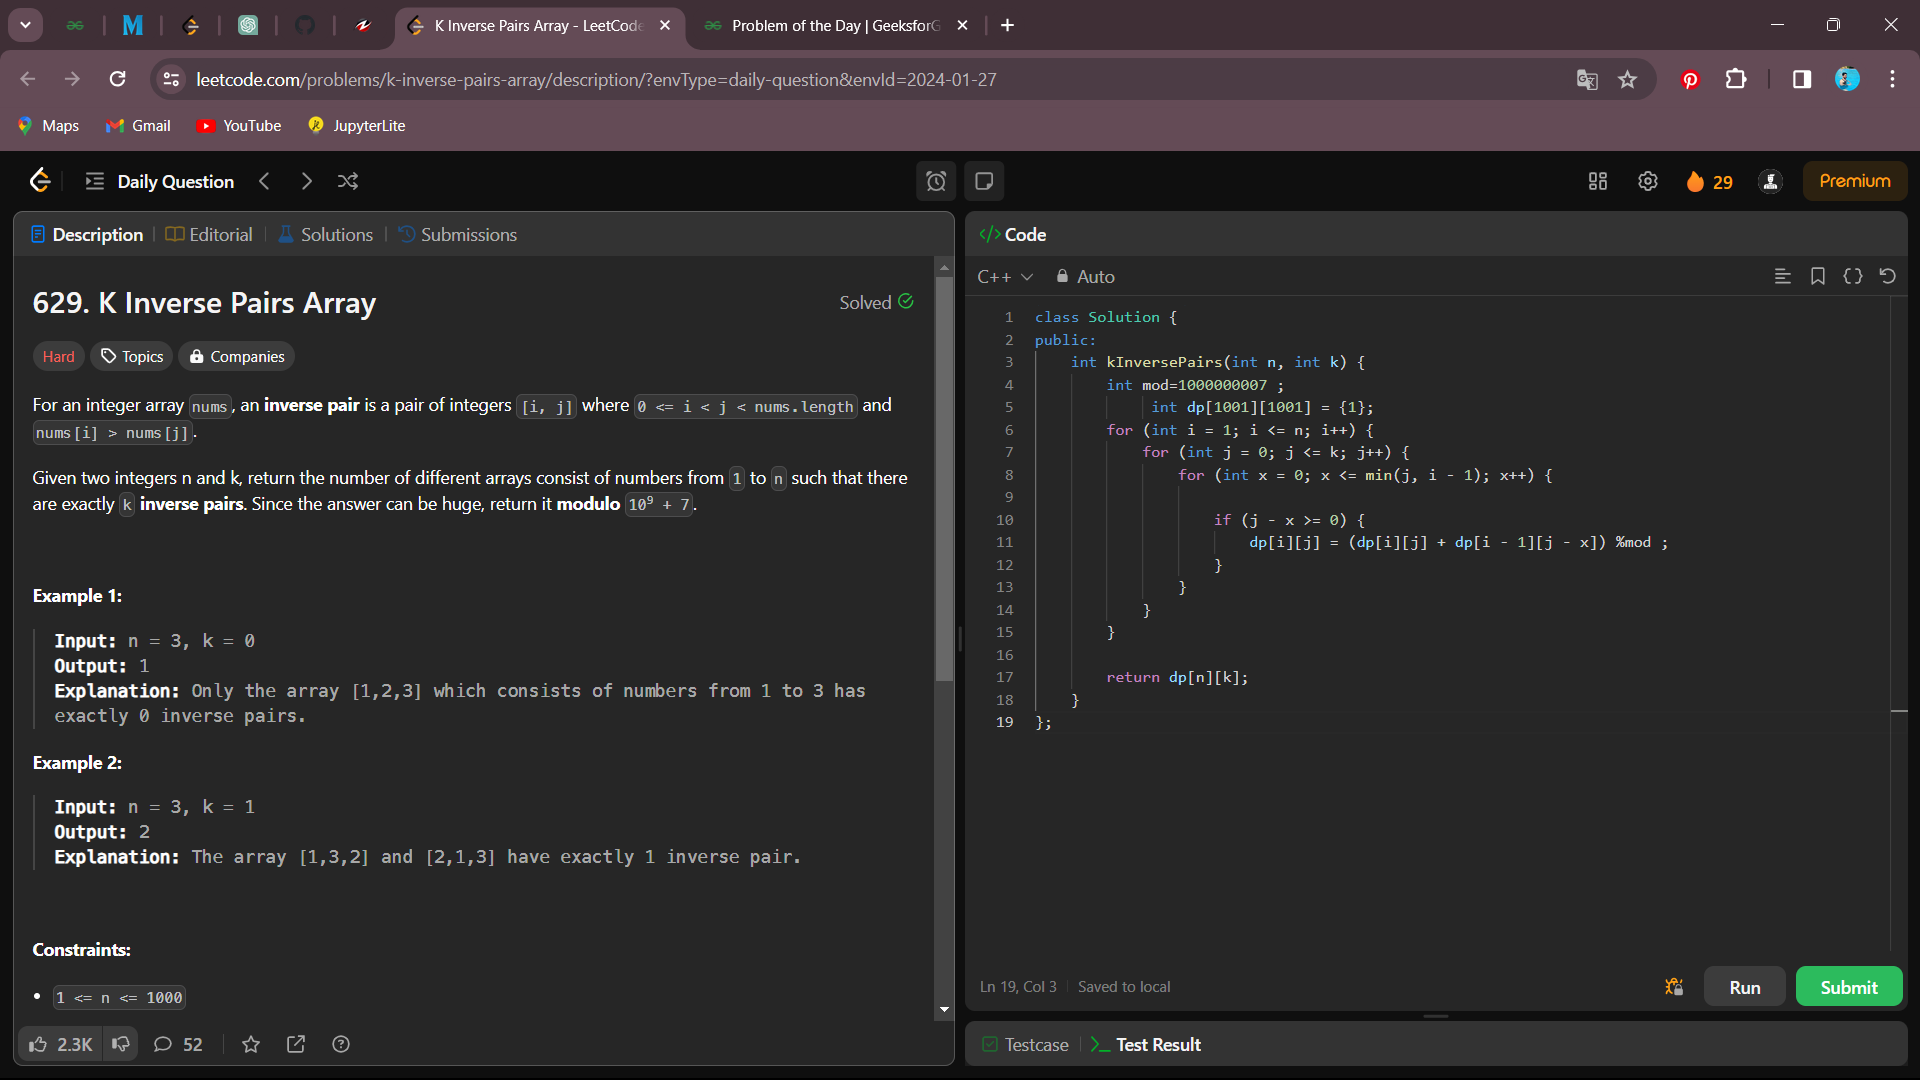 K Inverse Pairs Array - LeetCode
Problem of the Day | GeeksforG
leetcode.com/problems/k-inverse-pairs-array/description/?envType=daily-question&envId=2024-01-27
Maps
Gmail
YouTube
JupyterLite
Daily Question
29
Premium
Description
Editorial
Solutions
Submissions
629. K Inverse Pairs Array
Solved
Hard
Topics
Companies
For an integer array nums, an inverse pair is a pair of integers [i, j] where 0 <= i < j < nums.length and
nums[i] > nums[j].
Given two integers n and k, return the number of different arrays consist of numbers from 1 to n such that there
are exactly k inverse pairs. Since the answer can be huge, return it modulo 10⁹ + 7.
Example 1:
Input: n = 3, k = 0
Output: 1
Explanation: Only the array [1,2,3] which consists of numbers from 1 to 3 has
exactly 0 inverse pairs.
Example 2:
Input: n = 3, k = 1
Output: 2
Explanation: The array [1,3,2] and [2,1,3] have exactly 1 inverse pair.
Constraints:
• 1 <= n <= 1000
2.3K
52
</> Code
C++
Auto
1 class Solution {
2 public:
3 int kInversePairs(int n, int k) {
4 int mod=1000000007 ;
5 int dp[1001][1001] = {1};
6 for (int i = 1; i <= n; i++) {
7 for (int j = 0; j <= k; j++) {
8 for (int x = 0; x <= min(j, i - 1); x++) {
9
10 if (j - x >= 0) {
11 dp[i][j] = (dp[i][j] + dp[i - 1][j - x]) %mod ;
12 }
13 }
14 }
15 }
16
17 return dp[n][k];
18 }
19 };
Ln 19, Col 3
Saved to local
Run
Submit
Testcase
Test Result